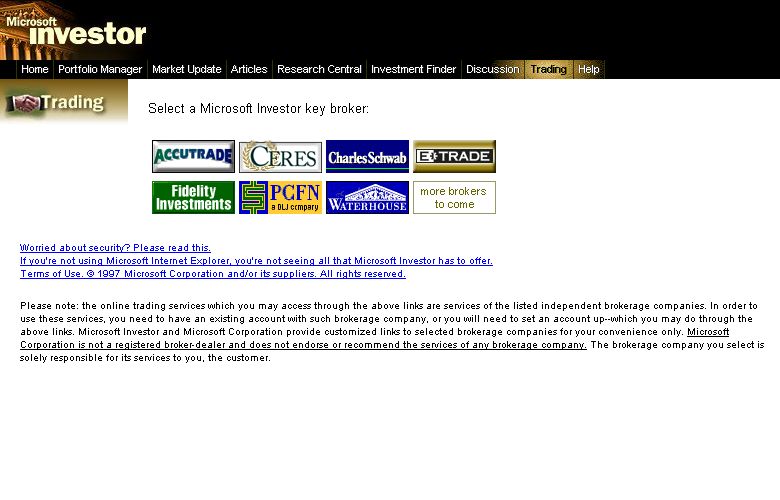 Microsoft
investor
Home Portfolio Manager Market Update Articles Research Central Investment Finder Discussion Trading Help
Trading
Select a Microsoft Investor key broker:
ACCUTRADE CERES Charles Schwab E*TRADE
Fidelity Investments PCFN a DLJ company WATERHOUSE more brokers to come
Worried about security? Please read this.
If you're not using Microsoft Internet Explorer, you're not seeing all that Microsoft Investor has to offer.
Terms of Use. © 1997 Microsoft Corporation and/or its suppliers. All rights reserved.
Please note: the online trading services which you may access through the above links are services of the listed independent brokerage companies. In order to
use these services, you need to have an existing account with such brokerage company, or you will need to set an account up--which you may do through the
above links. Microsoft Investor and Microsoft Corporation provide customized links to selected brokerage companies for your convenience only. Microsoft
Corporation is not a registered broker-dealer and does not endorse or recommend the services of any brokerage company. The brokerage company you select is
solely responsible for its services to you, the customer.